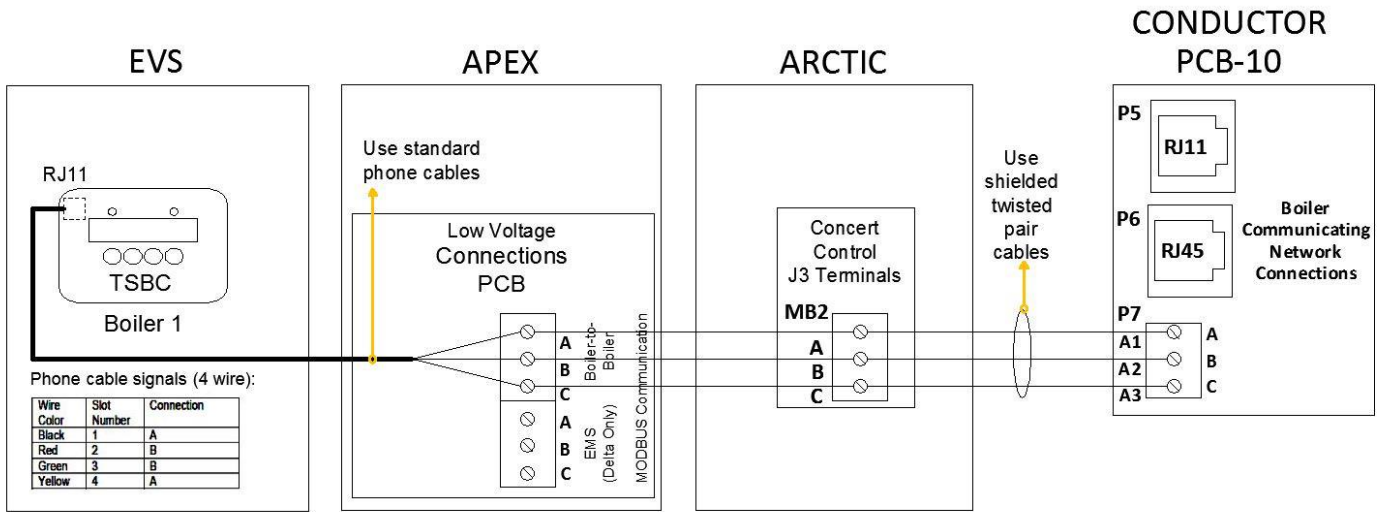 EVS
RJ11
TSBC
Boiler 1
Phone cable signals (4 wire):
Wire Color Slot Number Connection
Black 1 A
Red 2 B
Green 3 B
Yellow 4 A
APEX
Use standard
phone cables
Low Voltage
Connections
PCB
A
B
C
Boiler-to-
Boiler
A
B
C
EMS
(Delta Only)
MODBUS Communication
ARCTIC
Concert
Control
J3 Terminals
MB2
A
B
C
Use
shielded
twisted
pair
cables
CONDUCTOR
PCB-10
P5
RJ11
P6
RJ45
Boiler
Communicating
Network
Connections
P7
A1
A2
A3
A
B
C